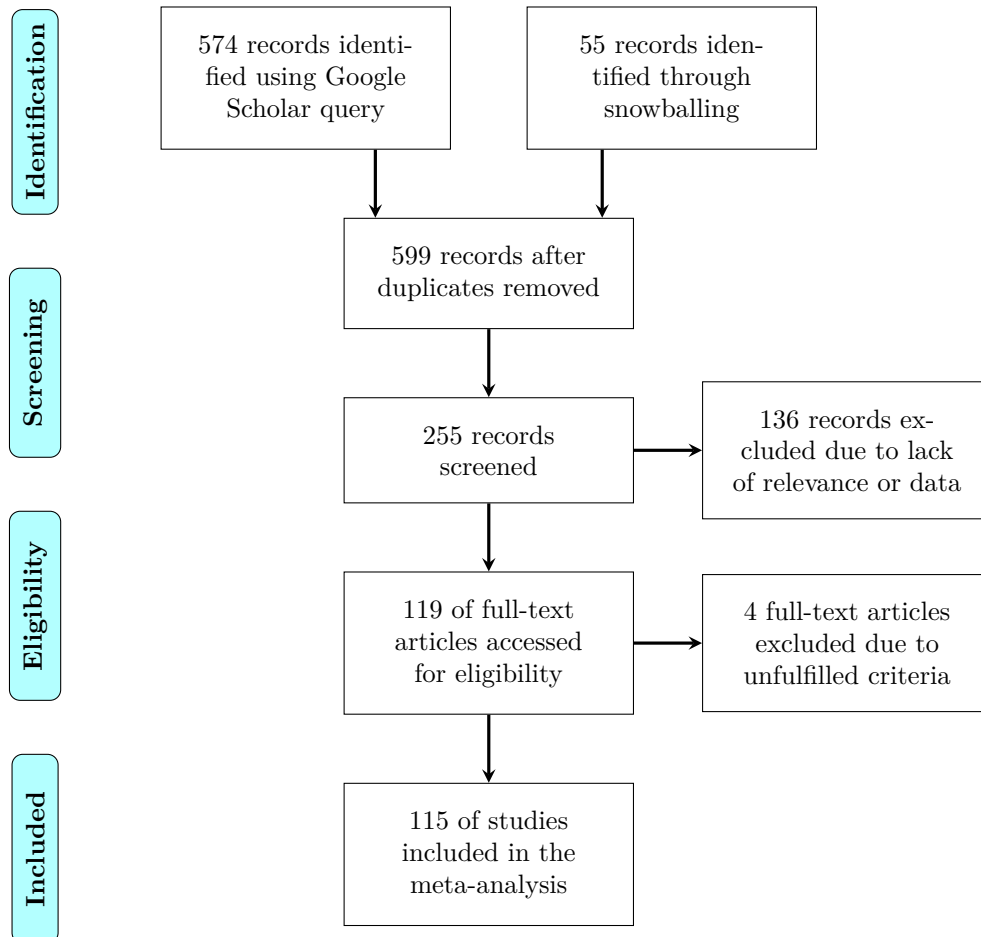 Identification
574 records identi-
fied using Google
Scholar query
55 records iden-
tified through
snowballing
599 records after
duplicates removed
Screening
255 records
screened
136 records ex-
cluded due to lack
of relevance or data
Eligibility
119 of full-text
articles accessed
for eligibility
4 full-text articles
excluded due to
unfulfilled criteria
Included
115 of studies
included in the
meta-analysis